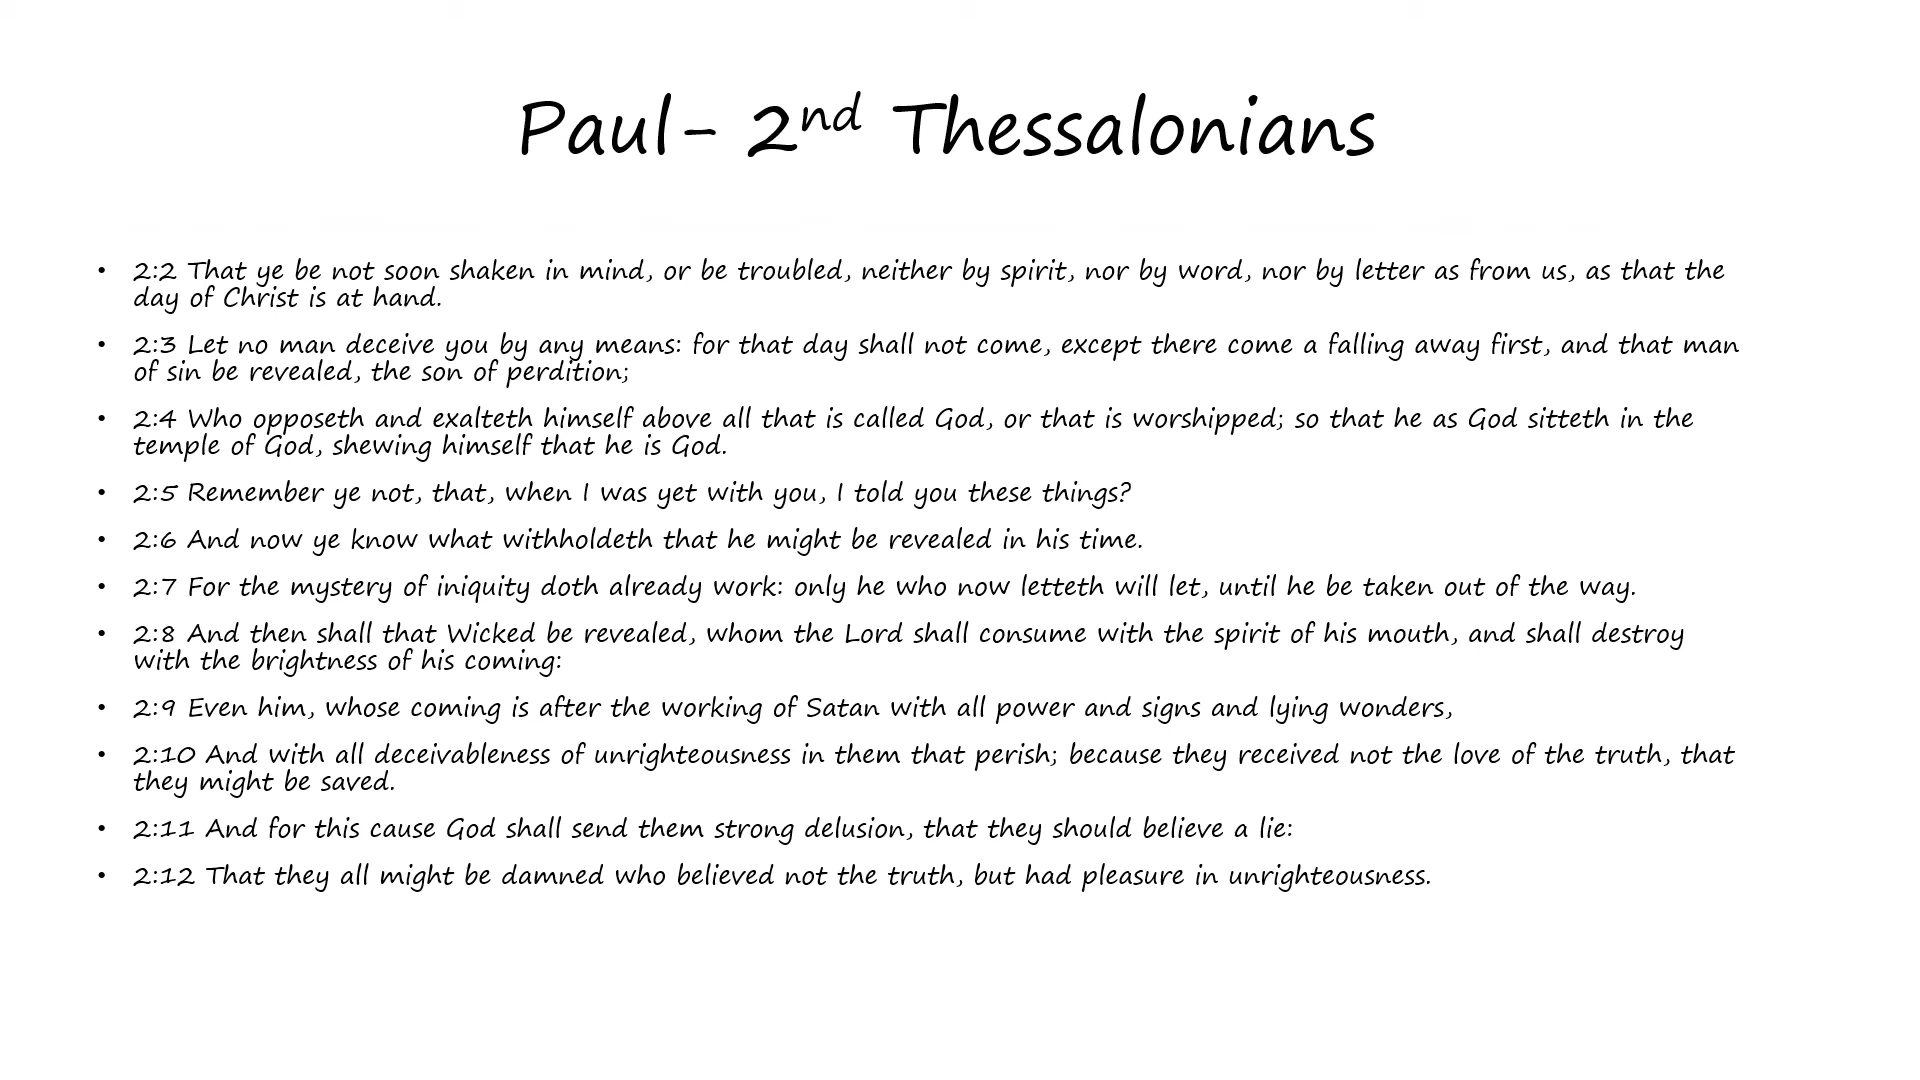 Paul- 2nd Thessalonians
• 2:2 That ye be not soon shaken in mind, or be troubled, neither by spirit, nor by word, nor by letter as from us, as that the
day of Christ is at hand.
• 2:3 Let no man deceive you by any means: for that day shall not come, except there come a falling away first, and that man
of sin be revealed, the son of perdition;
• 2:4 Who opposeth and exalteth himself above all that is called God, or that is worshipped; so that he as God sitteth in the
temple of God, shewing himself that he is God.
• 2:5 Remember ye not, that, when I was yet with you, I told you these things?
• 2:6 And now ye know what withholdeth that he might be revealed in his time.
• 2:7 For the mystery of iniquity doth already work: only he who now letteth will let, until he be taken out of the way.
• 2:8 And then shall that Wicked be revealed, whom the Lord shall consume with the spirit of his mouth, and shall destroy
with the brightness of his coming:
• 2:9 Even him, whose coming is after the working of Satan with all power and signs and lying wonders,
• 2:10 And with all deceivableness of unrighteousness in them that perish; because they received not the love of the truth, that
they might be saved.
• 2:11 And for this cause God shall send them strong delusion, that they should believe a lie:
• 2:12 That they all might be damned who believed not the truth, but had pleasure in unrighteousness.